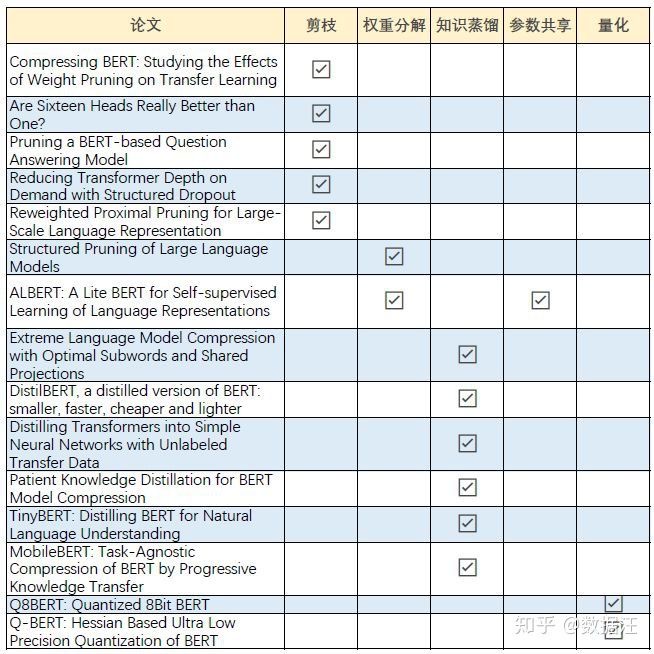 论文 剪枝 权重分解 知识蒸馏 参数共享 量化
Compressing BERT: Studying the Effects
of Weight Pruning on Transfer Learning
Are Sixteen Heads Really Better than
One?
Pruning a BERT-based Question
Answering Model
Reducing Transformer Depth on
Demand with Structured Dropout
Reweighted Proximal Pruning for Large-
Scale Language Representation
Structured Pruning of Large Language
Models
ALBERT: A Lite BERT for Self-supervised
Learning of Language Representations
Extreme Language Model Compression
with Optimal Subwords and Shared
Projections
DistilBERT, a distilled version of BERT:
smaller, faster, cheaper and lighter
Distilling Transformers into Simple
Neural Networks with Unlabeled
Transfer Data
Patient Knowledge Distillation for BERT
Model Compression
TinyBERT: Distilling BERT for Natural
Language Understanding
MobileBERT: Task-Agnostic
Compression of BERT by Progressive
Knowledge Transfer
Q8BERT: Quantized 8Bit BERT
Q-BERT: Hessian Based Ultra Low
Precision Quantization of BERT
知乎 @数据汪